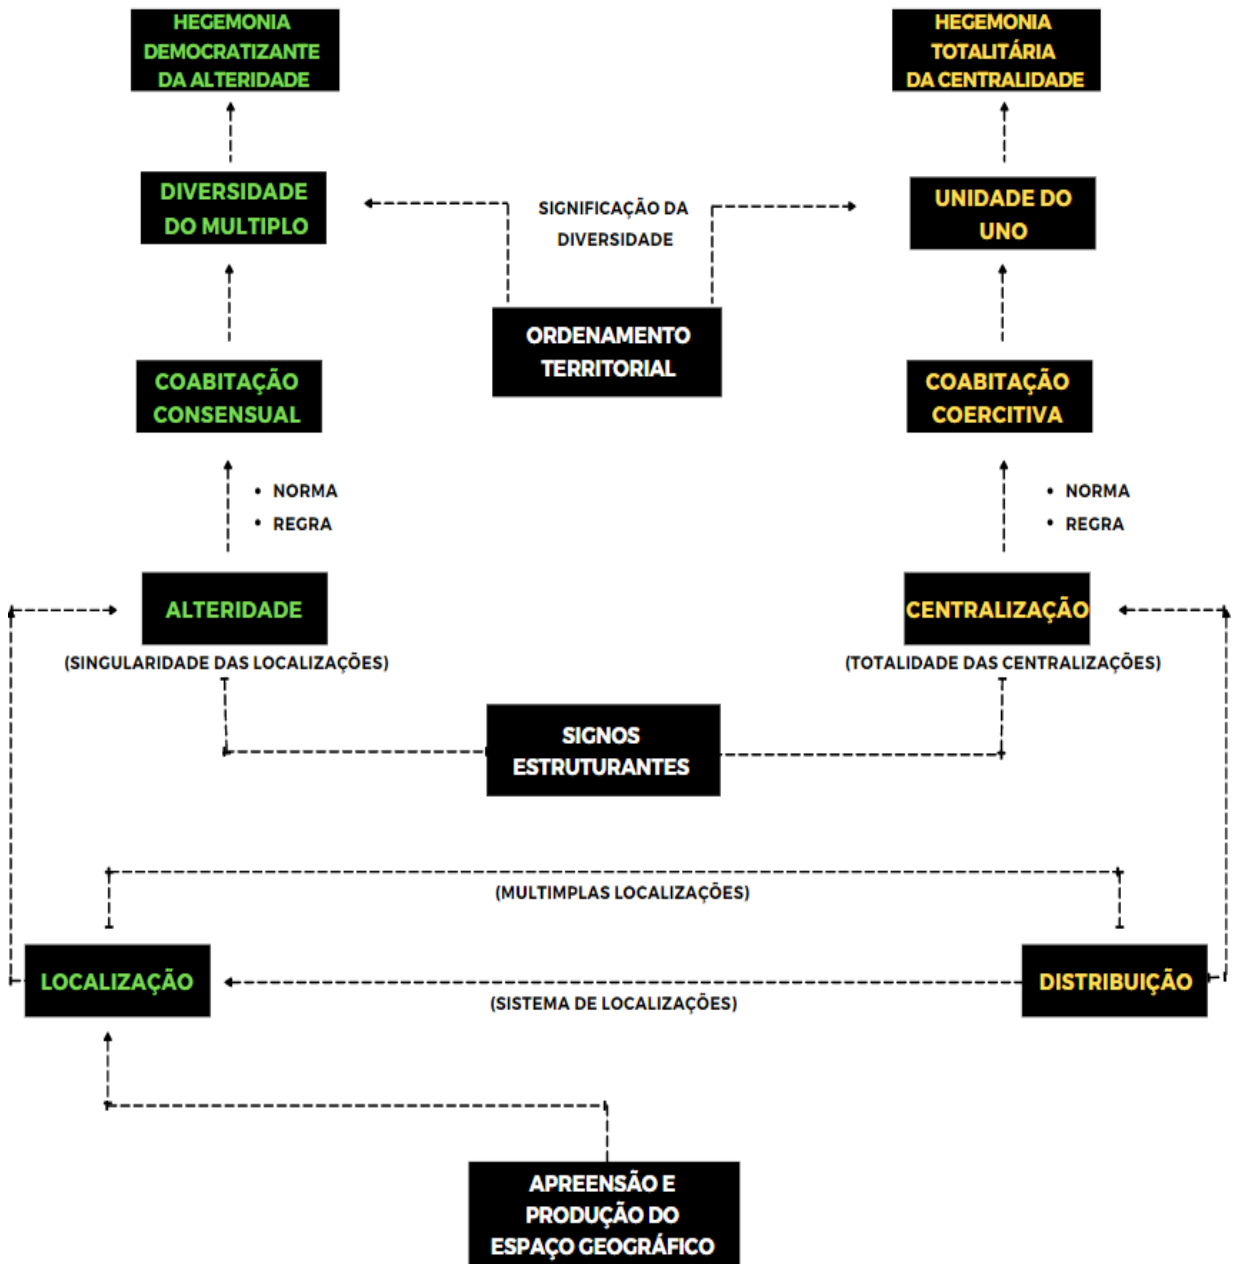 HEGEMONIA
DEMOCRATIZANTE
DA ALTERIDADE
HEGEMONIA
TOTALITÁRIA
DA CENTRALIDADE
DIVERSIDADE
DO MULTIPLO
SIGNIFICAÇÃO DA
DIVERSIDADE
UNIDADE DO
UNO
ORDENAMENTO
TERRITORIAL
COABITAÇÃO
CONSENSUAL
COABITAÇÃO
COERCITIVA
• NORMA
• REGRA
• NORMA
• REGRA
ALTERIDADE
(SINGULARIDADE DAS LOCALIZAÇÕES)
CENTRALIZAÇÃO
(TOTALIDADE DAS CENTRALIZAÇÕES)
SIGNOS
ESTRUTURANTES
(MULTIMPLAS LOCALIZAÇÕES)
LOCALIZAÇÃO
DISTRIBUIÇÃO
(SISTEMA DE LOCALIZAÇÕES)
APREENSÃO E
PRODUÇÃO DO
ESPAÇO GEOGRÁFICO